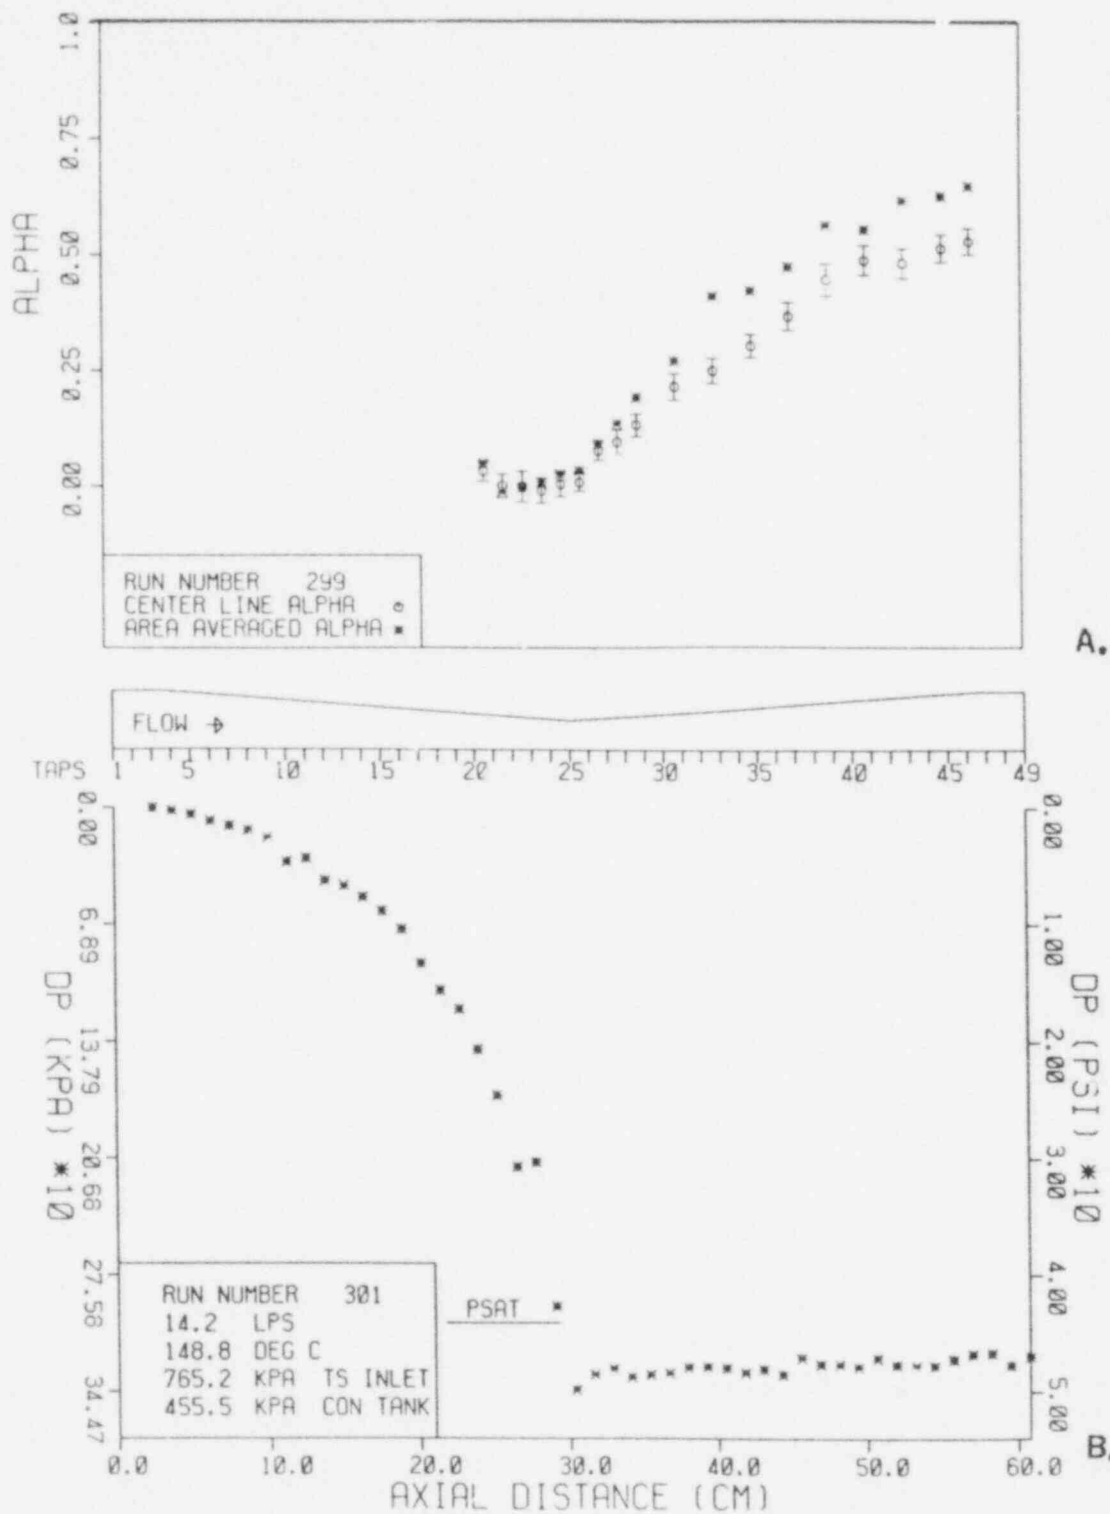 1.0
0.75
0.50
0.25
0.00
ALPHA
RUN NUMBER 299
CENTER LINE ALPHA
AREA AVERAGED ALPHA
A.
FLOW
TAPS 1 5 10 15 20 25 30 35 40 45 49
0.00
6.89
13.79
20.68
27.58
34.47
DP (KPA) *10
0.00
1.00
2.00
3.00
4.00
5.00
DP (PSI) *10
PSAT
RUN NUMBER 301
14.2 LPS
148.8 DEG C
765.2 KPA TS INLET
455.5 KPA CON TANK
B.
0.0 10.0 20.0 30.0 40.0 50.0 60.0
AXIAL DISTANCE (CM)